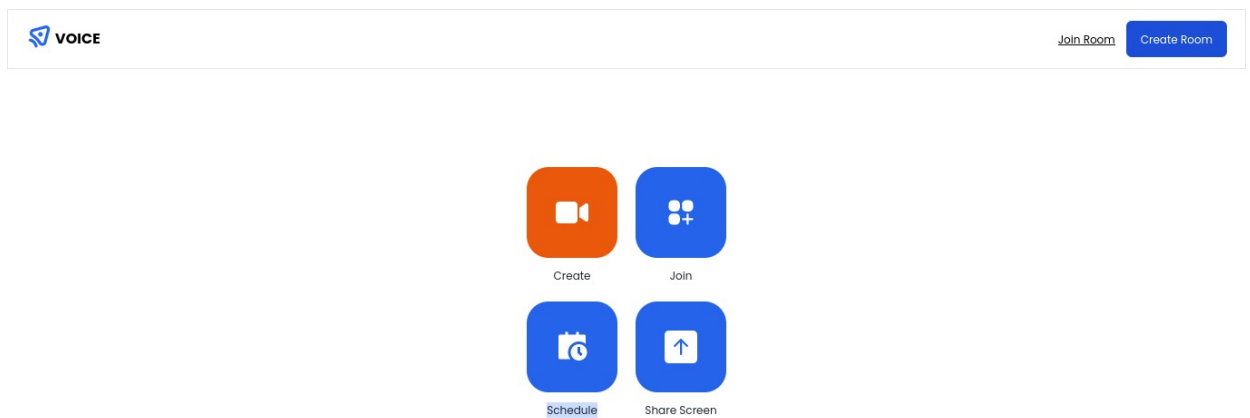 VOICE
Join Room
Create Room
Create
Join
Schedule
Share Screen